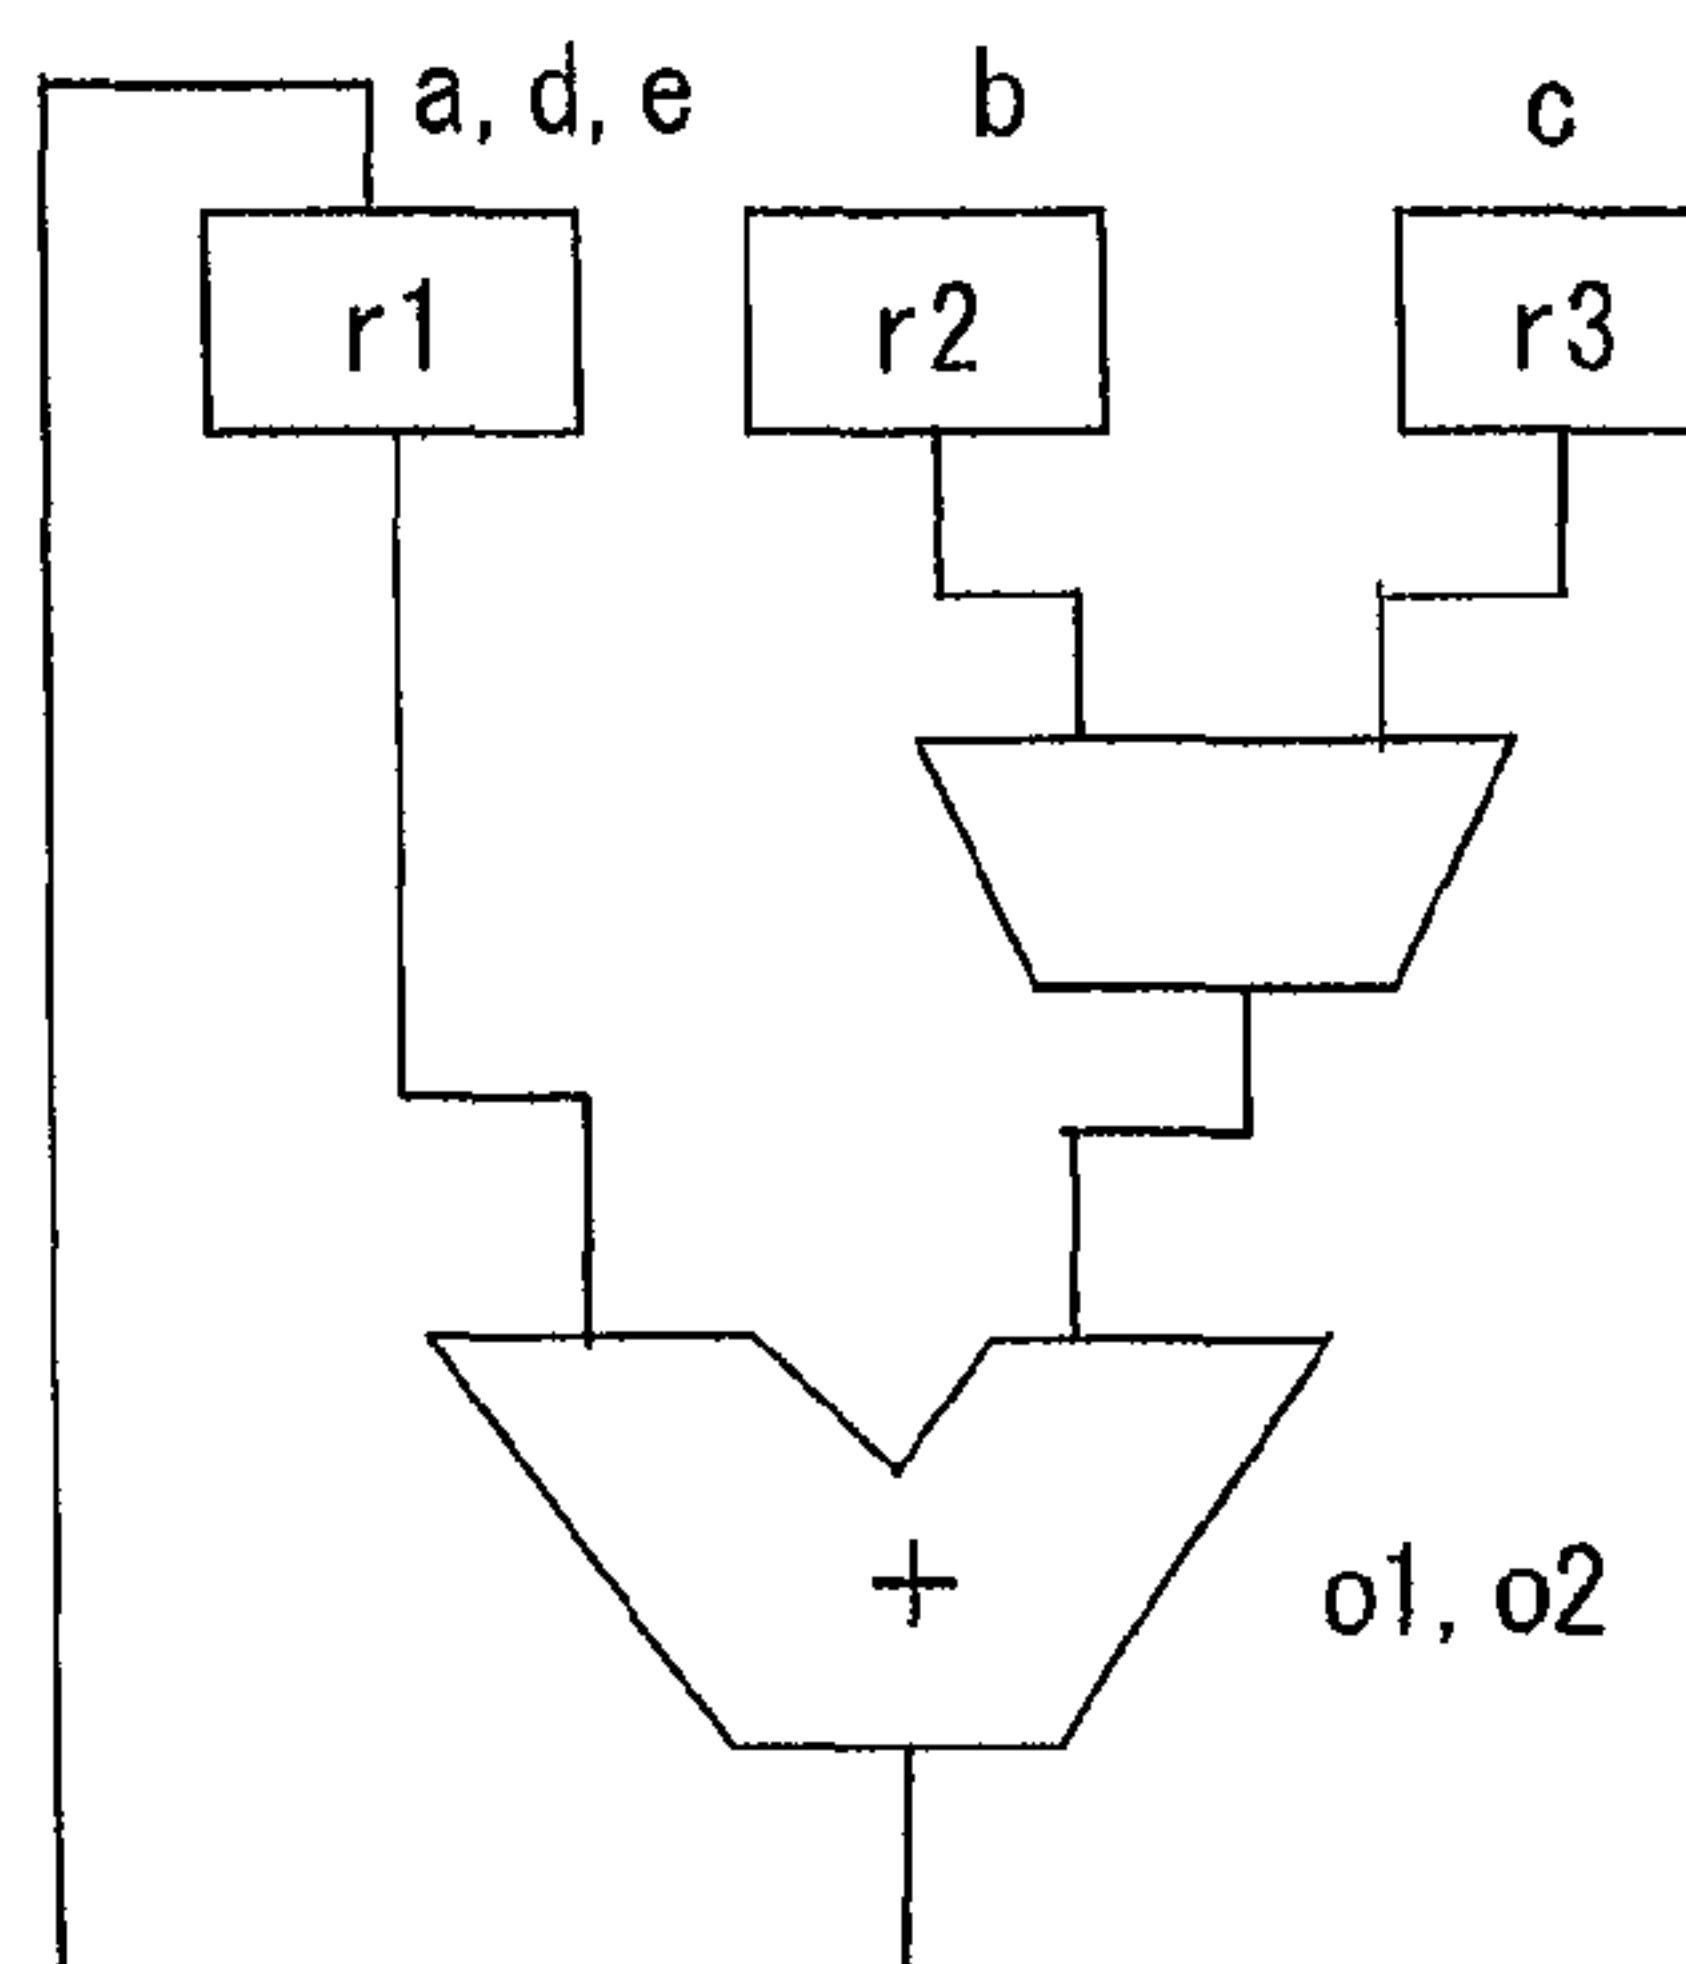 a, d, e
b
c
r1
r2
r3
+
o1, o2